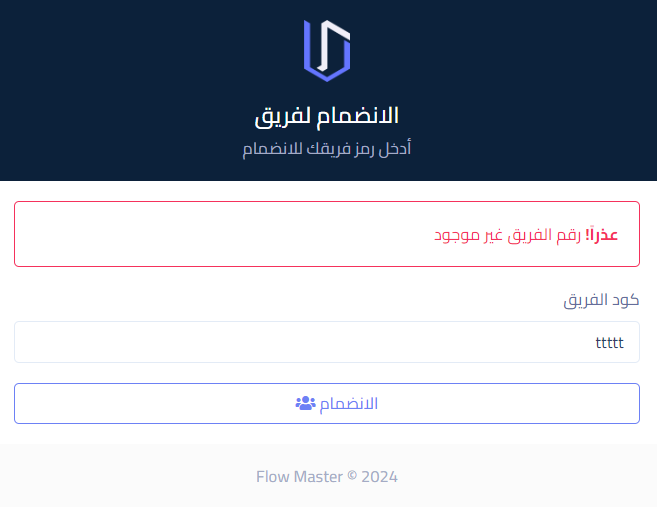 الانضمام لفريق
أدخل رمز فريقك للانضمام
عذراً! رقم الفريق غير موجود
كود الفريق
ttttt
الانضمام
Flow Master © 2024